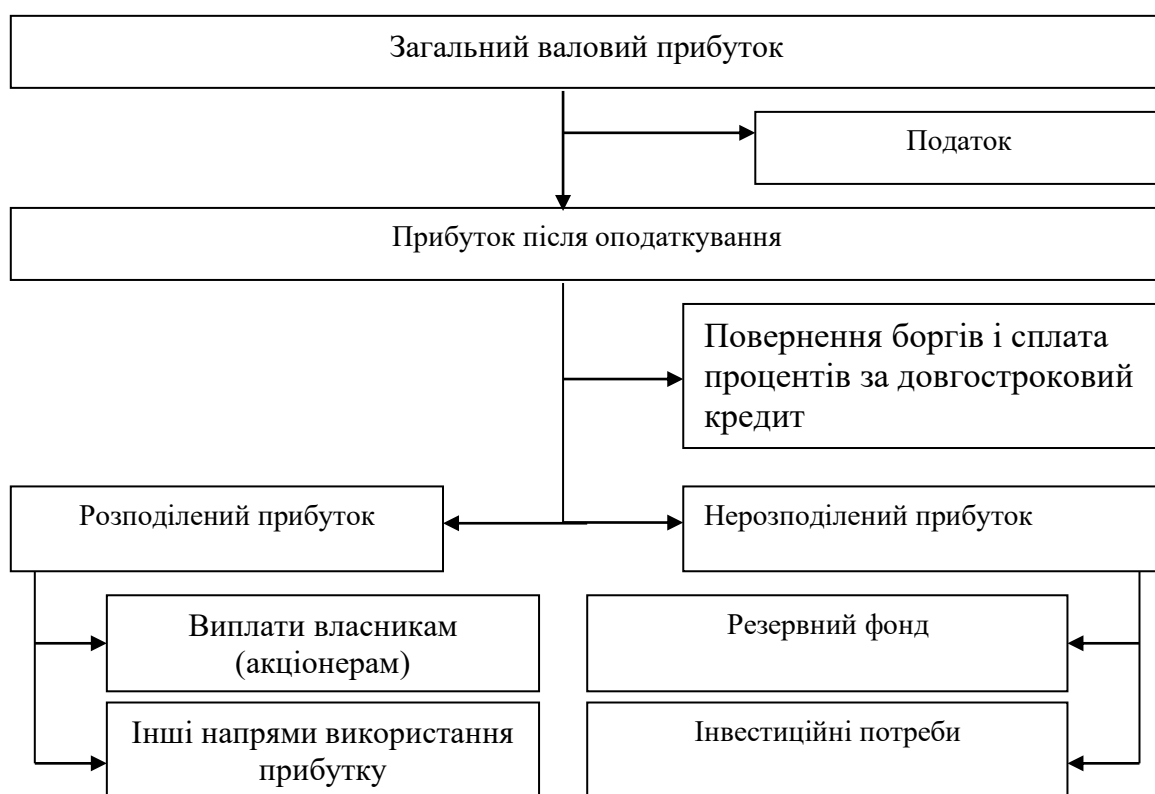 Загальний валовий прибуток
Податок
Прибуток після оподаткування
Повернення боргів і сплата
процентів за довгостроковий
кредит
Розподілений прибуток
Нерозподілений прибуток
Виплати власникам
(акціонерам)
Резервний фонд
Інші напрями використання
прибутку
Інвестиційні потреби